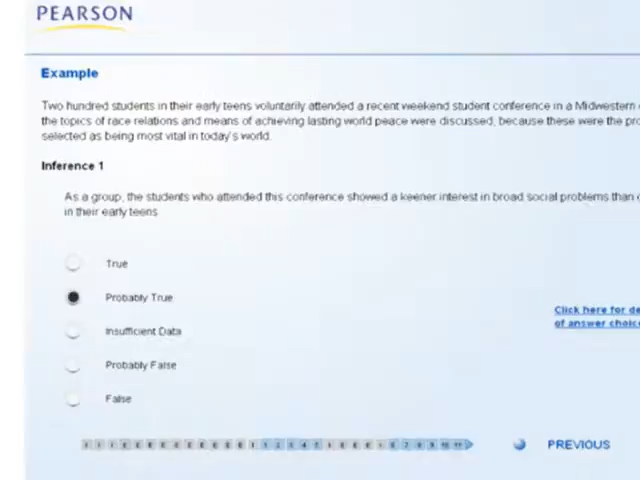 PEARSON
Example
Two hundred students in their early teens voluntarily attended a recent weekend student conference in a Midwestern
the topics of race relations and means of achieving lasting world peace were discussed, because these were the pro
selected as being most vital in today's world.
Inference 1
As a group, the students who attended this conference showed a keener interest in broad social problems than
in their early teens
True
Probably True
Insufficient Data
Click here for de
of answer choice
Probably False
False
PREVIOUS